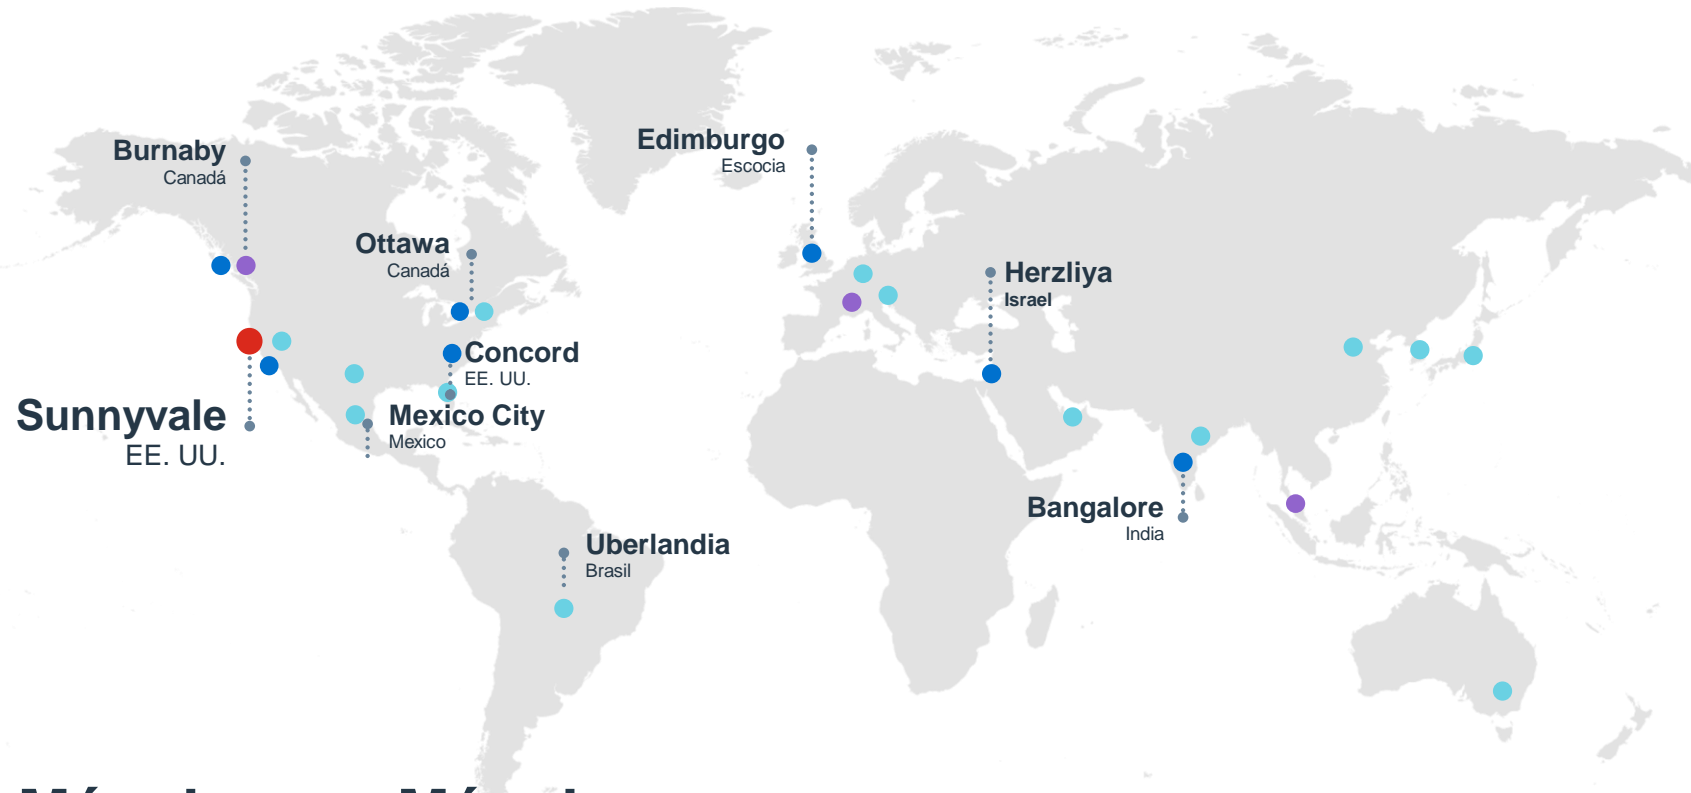 Burnaby
Canadá
Edimburgo
Escocia
Ottawa
Canadá
Herzliya
Israel
Concord
EE. UU.
Sunnyvale
EE. UU.
Mexico City
Mexico
Bangalore
India
Uberlandia
Brasil